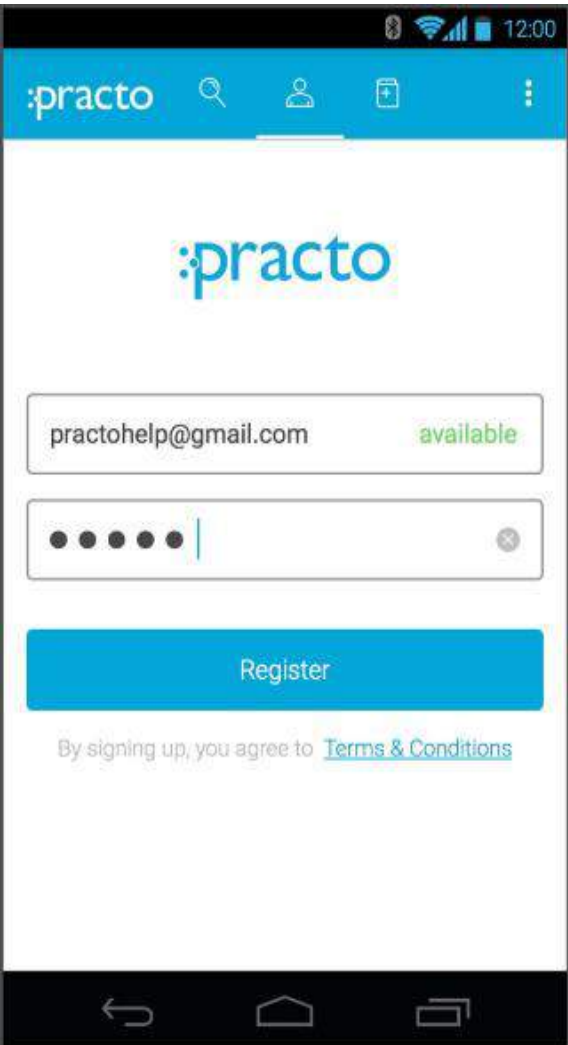 12:00
:practo
:practo
practohelp@gmail.com available
●●●●●
Register
By signing up, you agree to Terms & Conditions